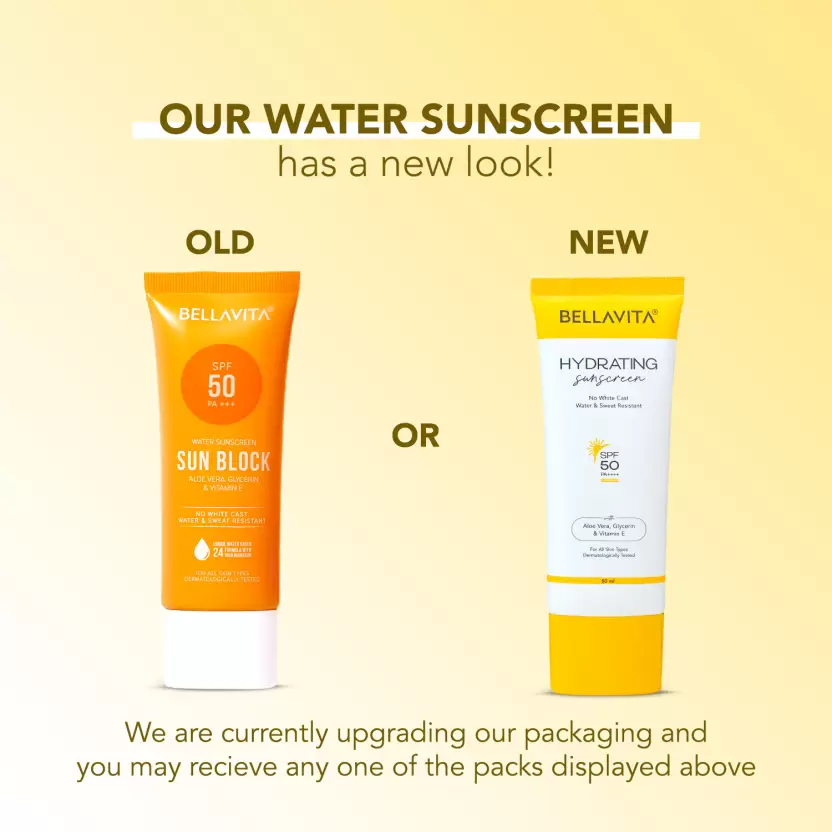 OUR WATER SUNSCREEN
has a new look!
OLD
NEW
BELLAVITA®
SPF
50
PA +++
WATER SUNSCREEN
SUN BLOCK
ALOE VERA, GLYCERIN
& VITAMIN E
NO WHITE CAST
WATER & SWEAT RESISTANT
24
FOR ALL SKIN TYPES
DERMATOLOGICALLY TESTED
OR
BELLAVITA®
HYDRATING
sunscreen
No White Cast
Water & Sweat Resistant
SPF
50
PA++++
Aloe Vera, Glycerin
& Vitamin E
For All Skin Types
Dermatologically Tested
50 ml
We are currently upgrading our packaging and
you may recieve any one of the packs displayed above